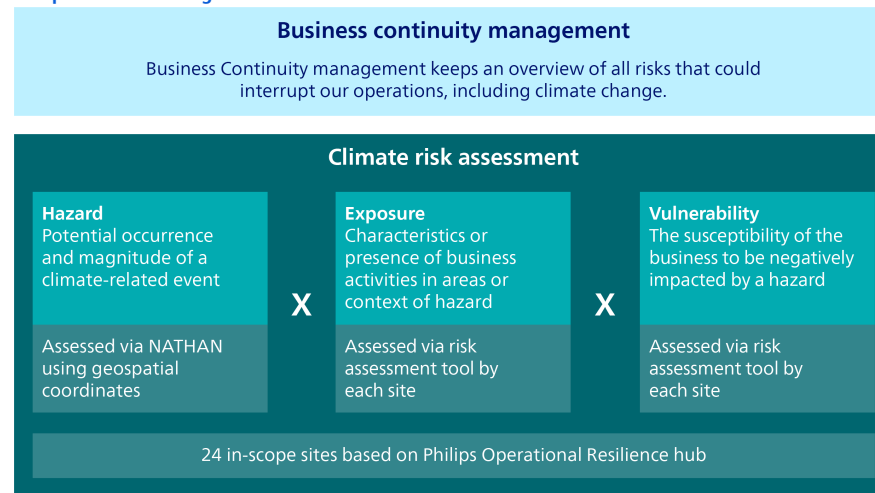 Business continuity management
Business Continuity management keeps an overview of all risks that could
interrupt our operations, including climate change.
Climate risk assessment
Hazard
Potential occurrence
and magnitude of a
climate-related event
Assessed via NATHAN
using geospatial
coordinates
X
Exposure
Characteristics or
presence of business
activities in areas or
context of hazard
Assessed via risk
assessment tool by
each site
X
Vulnerability
The susceptibility of the
business to be negatively
impacted by a hazard
Assessed via risk
assessment tool by
each site
24 in-scope sites based on Philips Operational Resilience hub